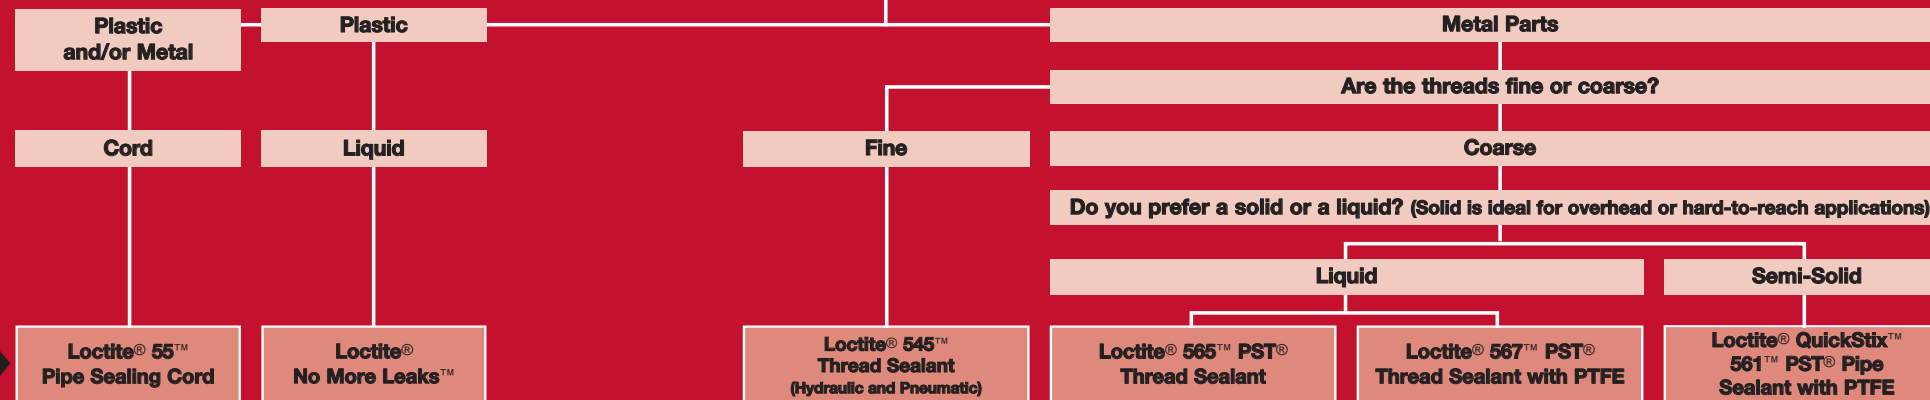 Plastic
and/or Metal
Plastic
Metal Parts
Are the threads fine or coarse?
Cord
Liquid
Fine
Coarse
Do you prefer a solid or a liquid? (Solid is ideal for overhead or hard-to-reach applications)
Liquid
Semi-Solid
Loctite® 55™
Pipe Sealing Cord
Loctite®
No More Leaks™
Loctite® 545™
Thread Sealant
(Hydraulic and Pneumatic)
Loctite® 565™ PST®
Thread Sealant
Loctite® 567™ PST®
Thread Sealant with PTFE
Loctite® QuickStix™
561™ PST® Pipe
Sealant with PTFE